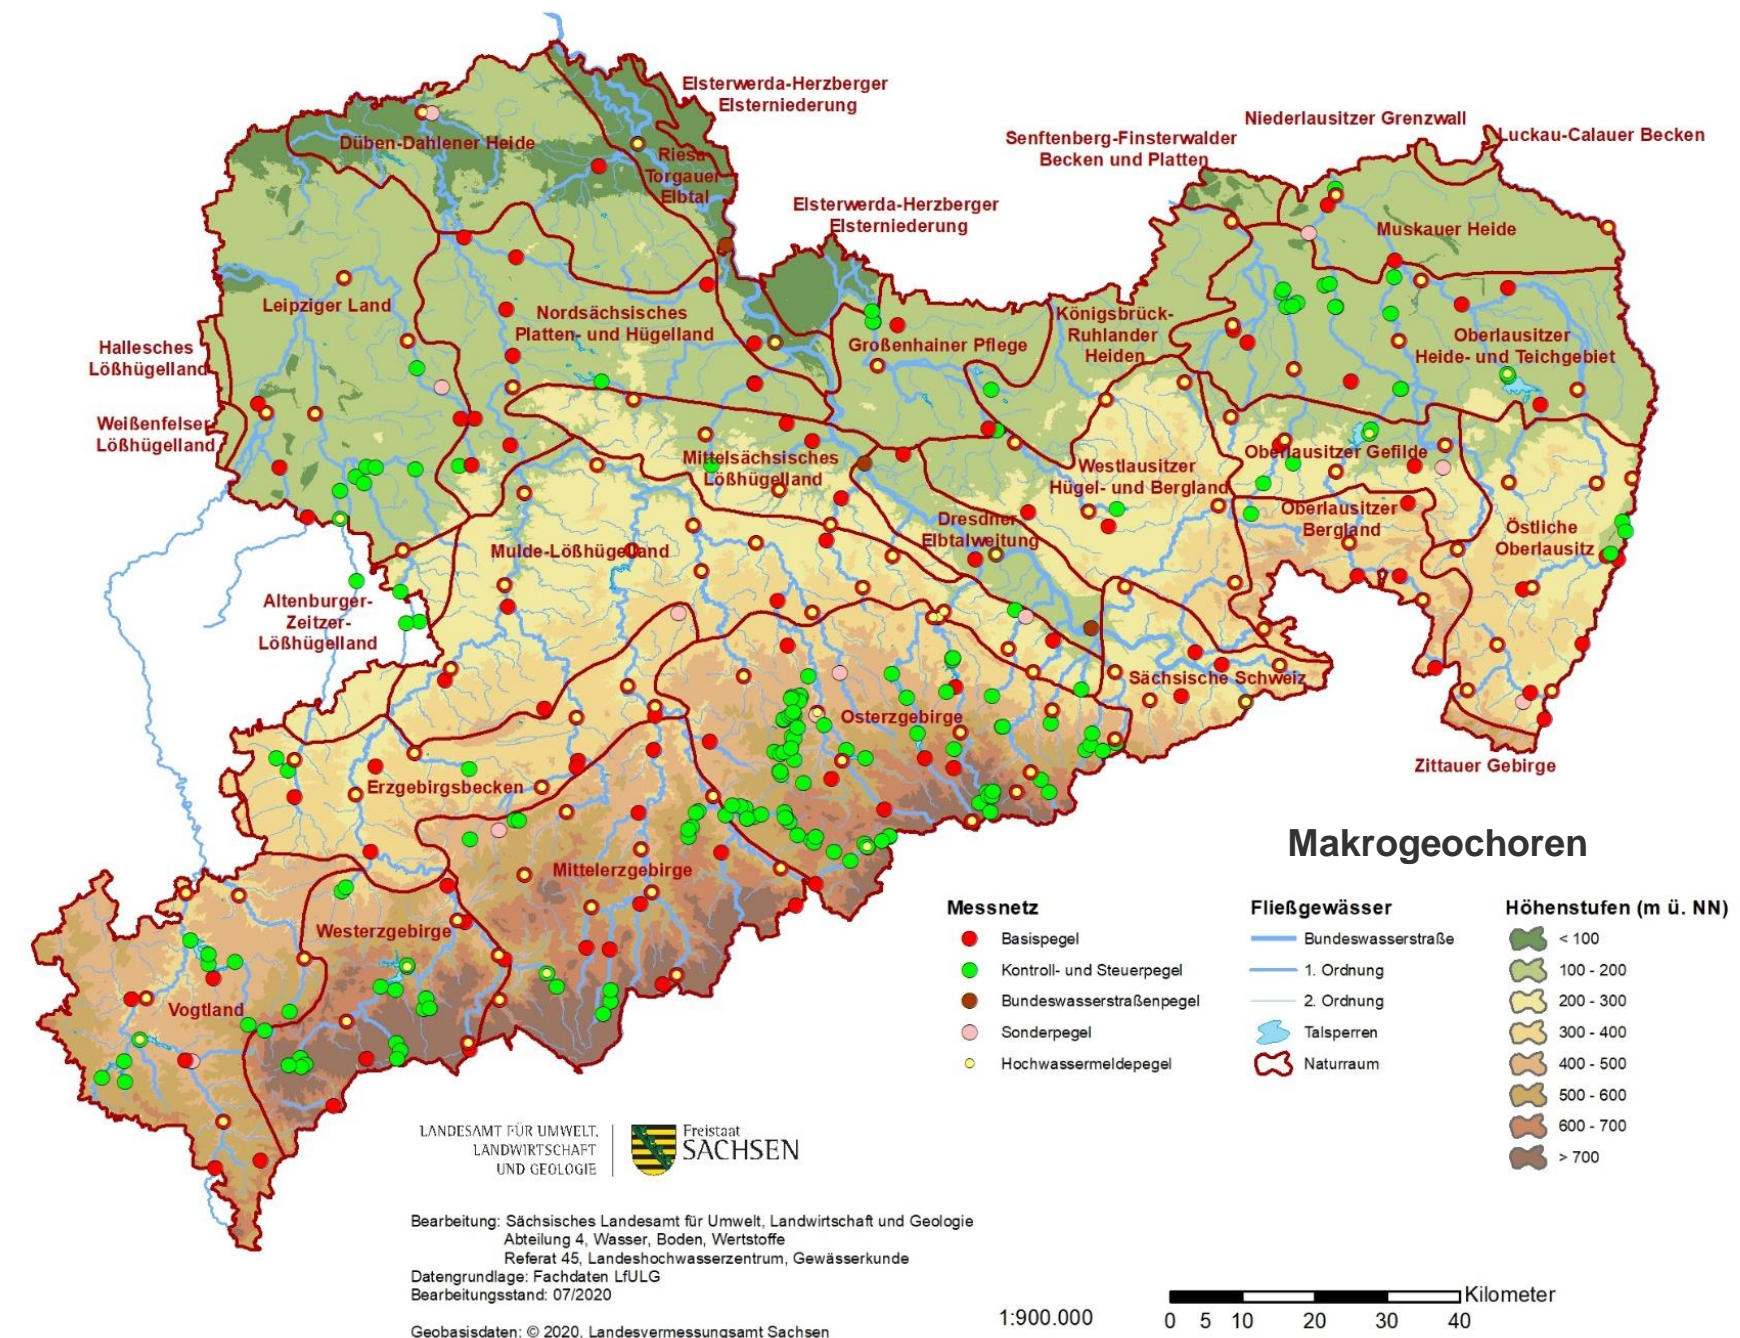 Elsterwerda-Herzberger
Elsterniederung
Niederlausitzer Grenzwall
Luckau-Calauer Becken
Senftenberg-Finsterwalder
Becken und Platten
Düben-Dahlener Heide
Riesa
Torgauer
Elbtal
Elsterwerda-Herzberger
Elsterniederung
Muskauer Heide
Leipziger Land
Nordsächsisches
Platten- und Hügelland
Königsbrück-
Ruhlander
Heiden
Großenhainer Pflege
Oberlausitzer
Heide- und Teichgebiet
Hallesches
Lößhügelland
Weißenfelser
Lößhügelland
Mittelsächsisches
Lößhügelland
Westlausitzer
Hügel- und Bergland
Oberlausitzer Gefilde
Oberlausitzer
Bergland
Östliche
Oberlausitz
Dresdner
Elbtalweitung
Mulde-Lößhügelland
Altenburger-
Zeitzer-
Lößhügelland
Sächsische Schweiz
Osterzgebirge
Zittauer Gebirge
Erzgebirgsbecken
Mittelerzgebirge
Westerzgebirge
Vogtland
Makrogeochoren
Messnetz
Basispegel
Kontroll- und Steuerpegel
Bundeswasserstraßenpegel
Sonderpegel
Hochwassermeldepegel
Fließgewässer
Bundeswasserstraße
1. Ordnung
2. Ordnung
Talsperren
Naturraum
Höhenstufen (m ü. NN)
< 100
100 - 200
200 - 300
300 - 400
400 - 500
500 - 600
600 - 700
> 700
LANDESAMT FÜR UMWELT,
LANDWIRTSCHAFT
UND GEOLOGIE
Freistaat
SACHSEN
Bearbeitung: Sächsisches Landesamt für Umwelt, Landwirtschaft und Geologie
Abteilung 4, Wasser, Boden, Wertstoffe
Referat 45, Landeshochwasserzentrum, Gewässerkunde
Datengrundlage: Fachdaten LfULG
Bearbeitungsstand: 07/2020
Geobasisdaten: © 2020, Landesvermessungsamt Sachsen
1:900.000
Kilometer
0 5 10 20 30 40